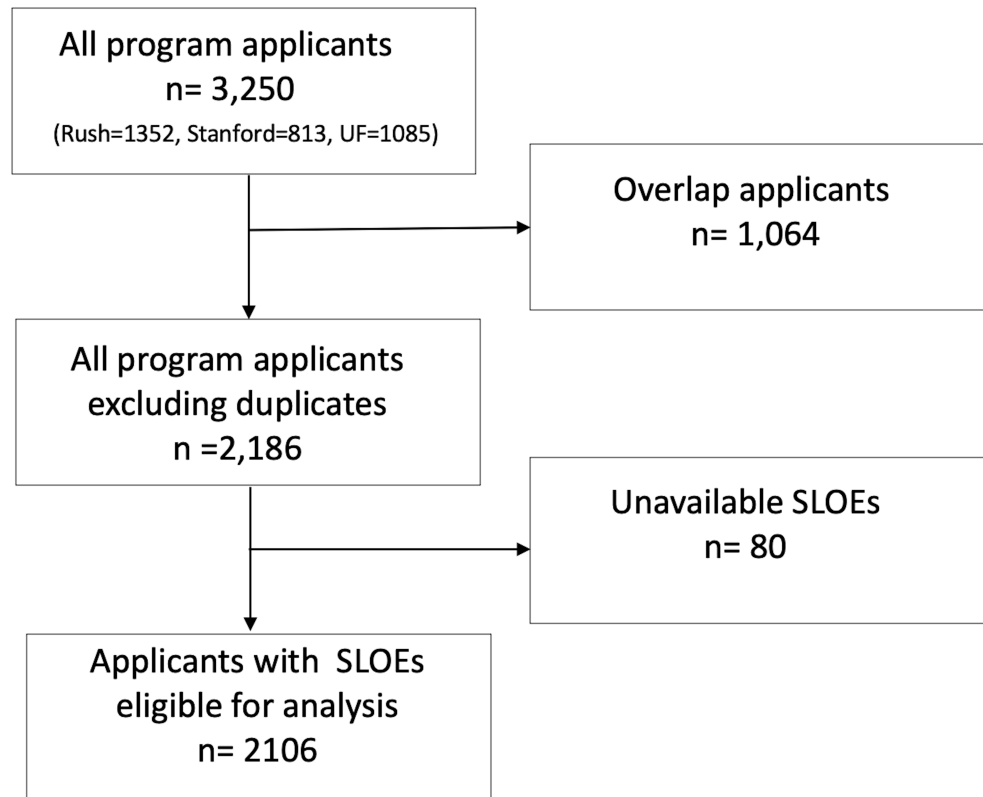 All program applicants
n= 3,250
(Rush=1352, Stanford=813, UF=1085)
Overlap applicants
n= 1,064
All program applicants
excluding duplicates
n =2,186
Unavailable SLOEs
n= 80
Applicants with  SLOEs
eligible for analysis
n= 2106